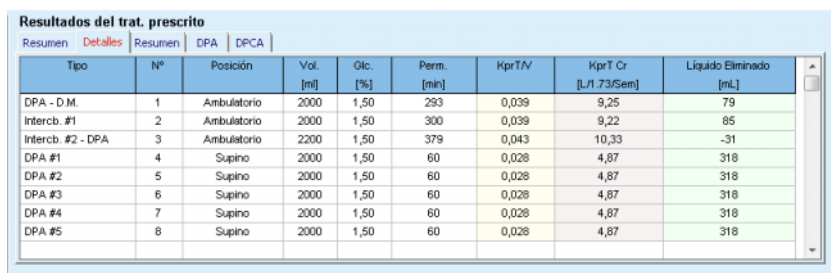 Resultados del trat. prescrito
Resumen Detalles Resumen DPA DPCA
Tipo Nº Posición Vol. Glc. Perm. KprT/V KprT Cr Líquido Eliminado
[ml] [%] [min] [L/1.73/Sem] [mL]
DPA - D.M. 1 Ambulatorio 2000 1,50 293 0,039 9,25 79
Intercb. #1 2 Ambulatorio 2000 1,50 300 0,039 9,22 85
Intercb. #2 - DPA 3 Ambulatorio 2200 1,50 379 0,043 10,33 -31
DPA #1 4 Supino 2000 1,50 60 0,028 4,87 318
DPA #2 5 Supino 2000 1,50 60 0,028 4,87 318
DPA #3 6 Supino 2000 1,50 60 0,028 4,87 318
DPA #4 7 Supino 2000 1,50 60 0,028 4,87 318
DPA #5 8 Supino 2000 1,50 60 0,028 4,87 318